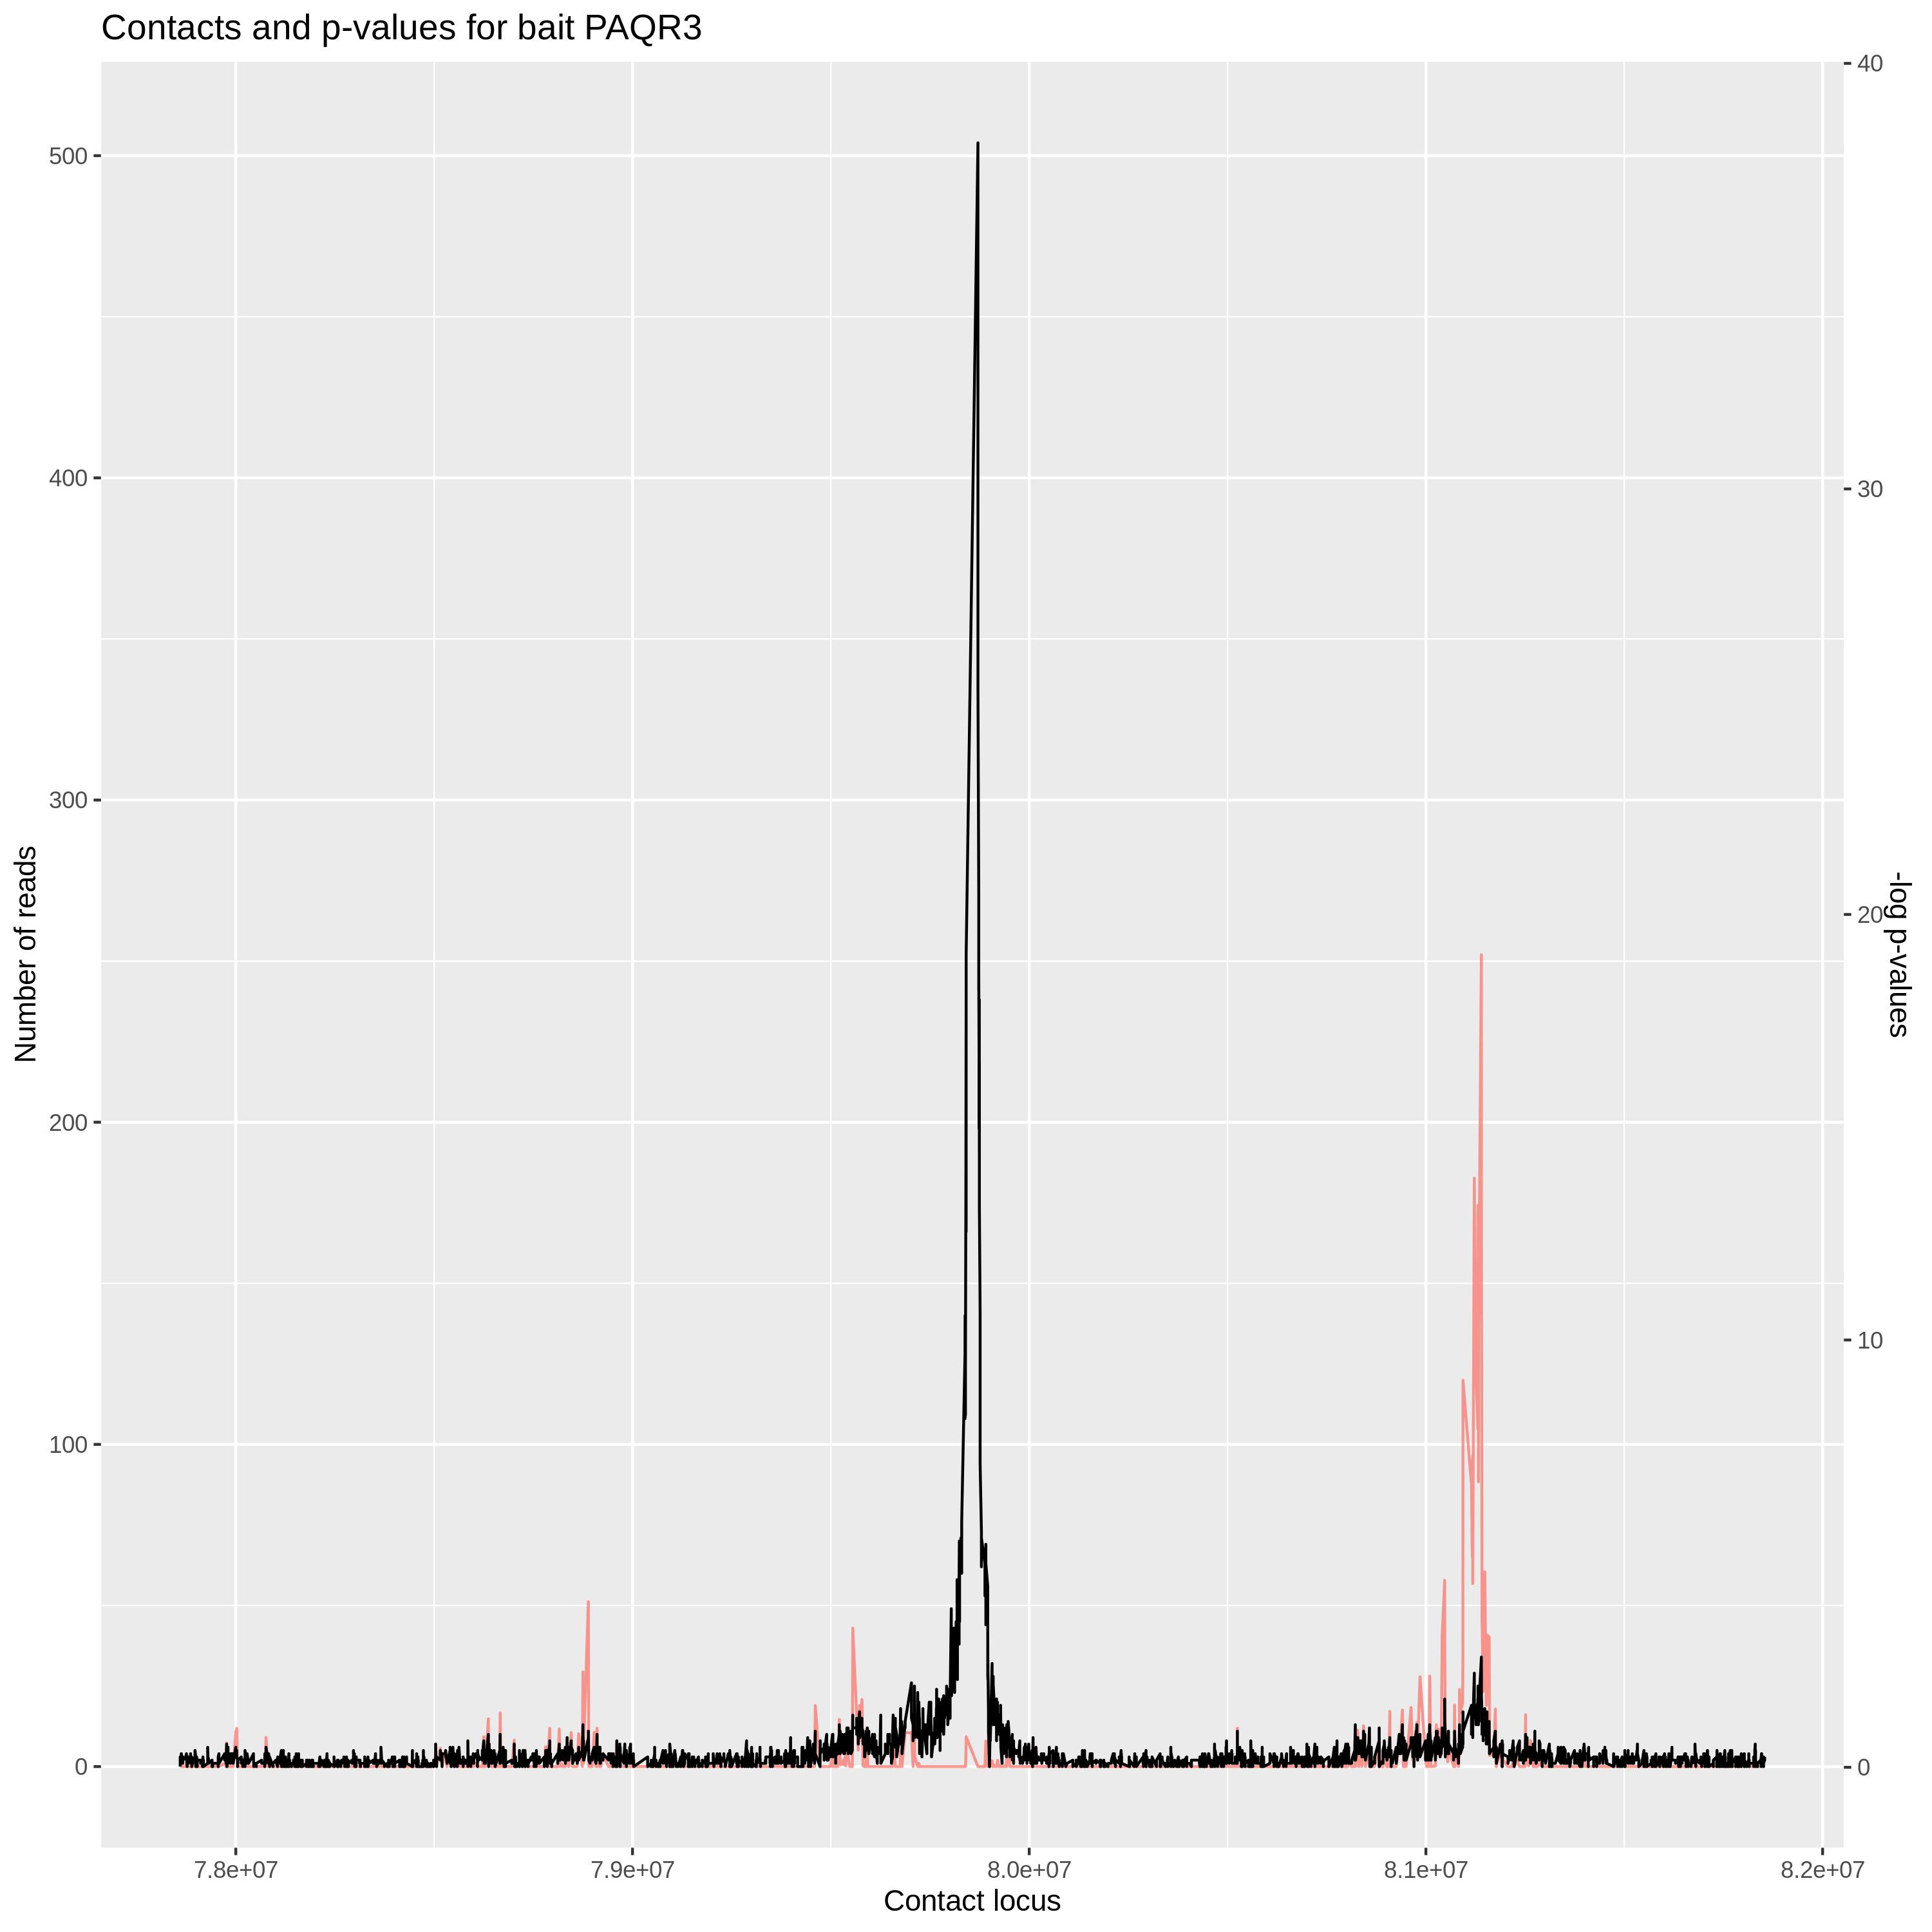 Contacts and p-values for bait PAQR3
Number of reads
500
400
300
200
100
0
40
30
20
10
0
-log p-values
7.8e+07
7.9e+07
8.0e+07
8.1e+07
8.2e+07
Contact locus